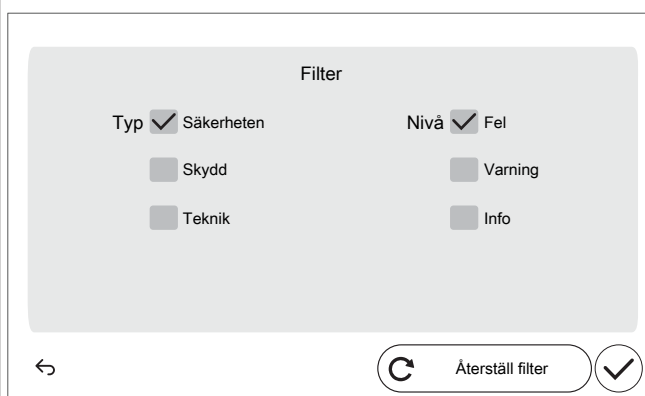 Filter
Typ Säkerheten Nivå Fel
Skydd Varning
Teknik Info
Återställ filter